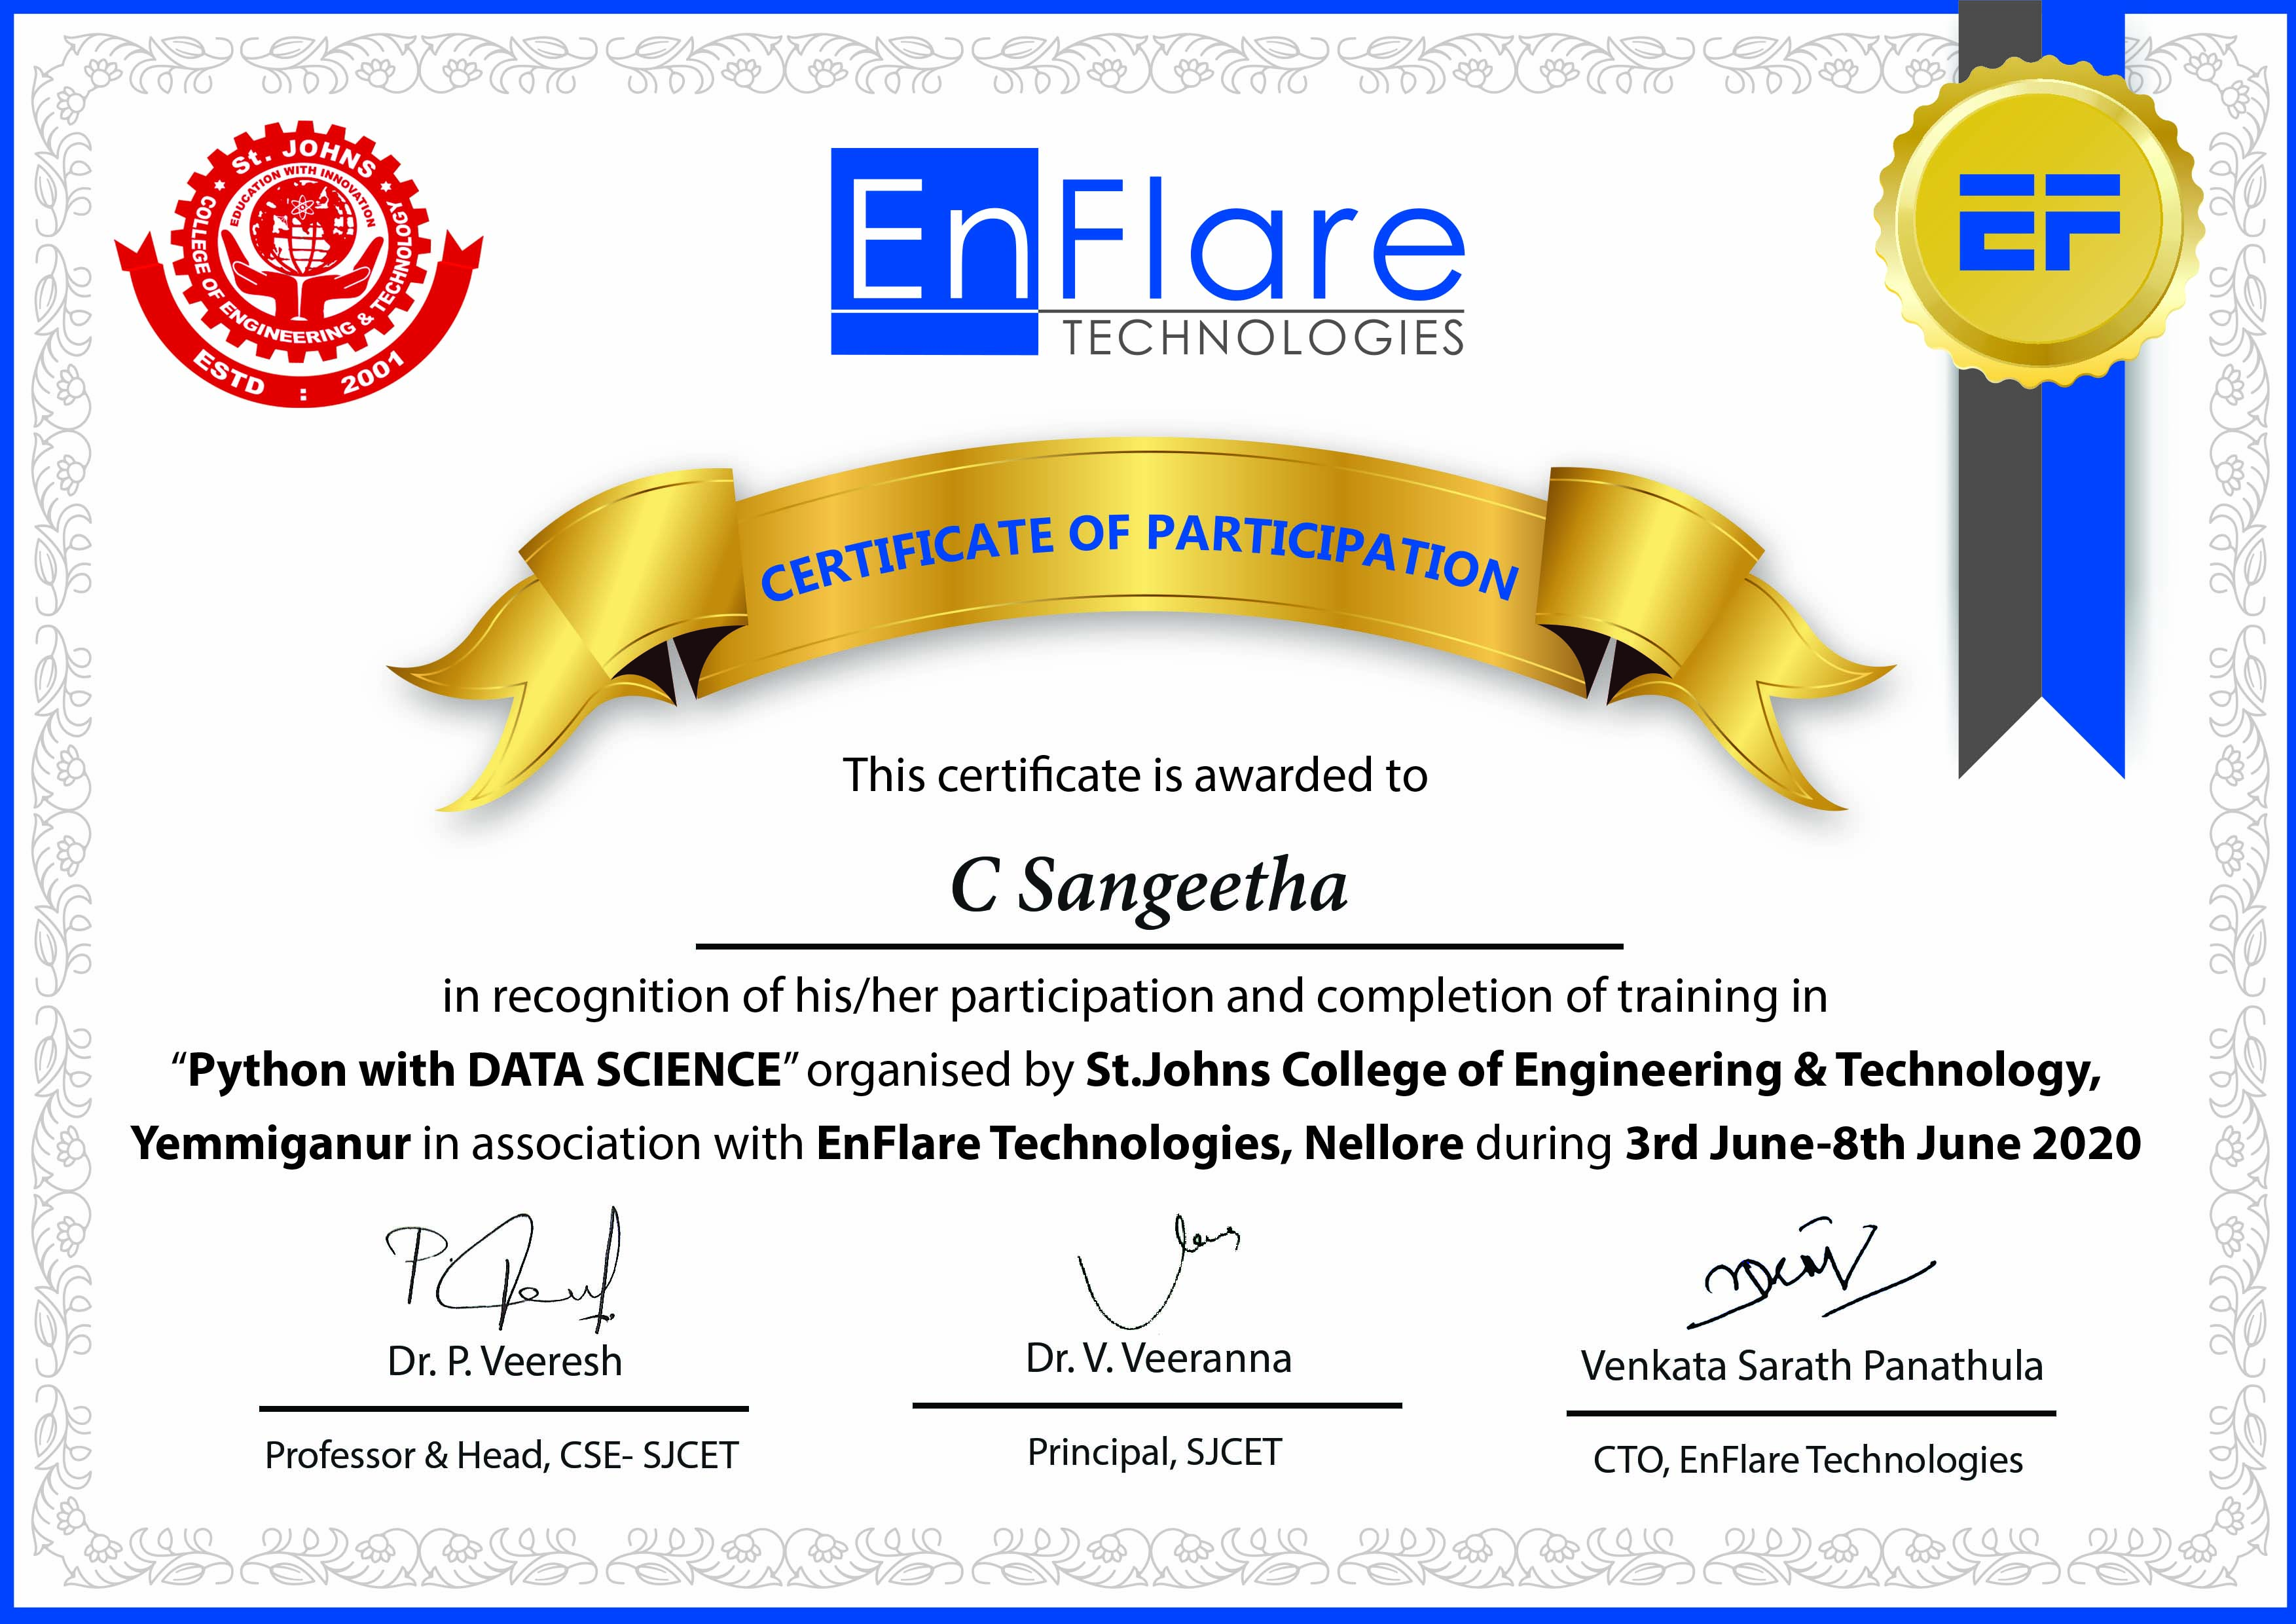 St. JOHNS
EDUCATION WITH INNOVATION
COLLEGE OF ENGINEERING & TECHNOLOGY
ESTD : 2001
EnFlare
TECHNOLOGIES
EF
CERTIFICATE OF PARTICIPATION
This certificate is awarded to
C Sangeetha
in recognition of his/her participation and completion of training in
“Python with DATA SCIENCE” organised by St.Johns College of Engineering & Technology,
Yemmiganur in association with EnFlare Technologies, Nellore during 3rd June-8th June 2020
Dr. P. Veeresh
Professor & Head, CSE- SJCET
Dr. V. Veeranna
Principal, SJCET
Venkata Sarath Panathula
CTO, EnFlare Technologies